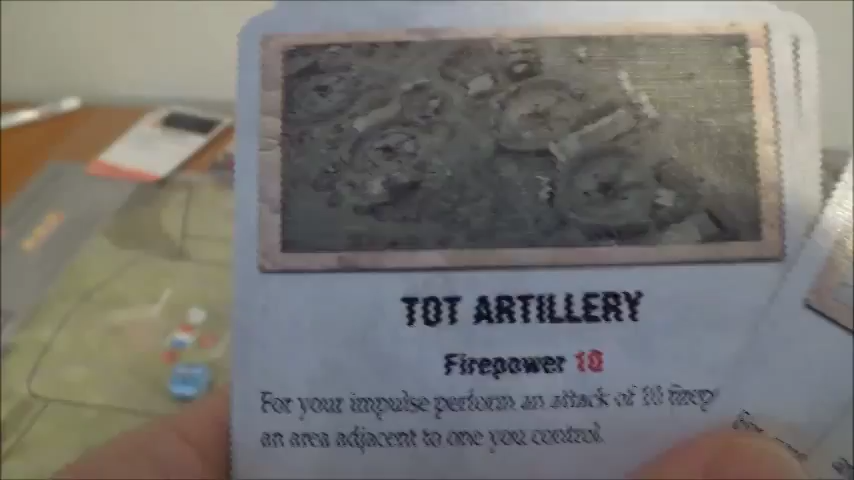 TOT ARTILLERY
Firepower 10
For your impulse perform an attack of 10 firep
an area adjacent to one you control.
For